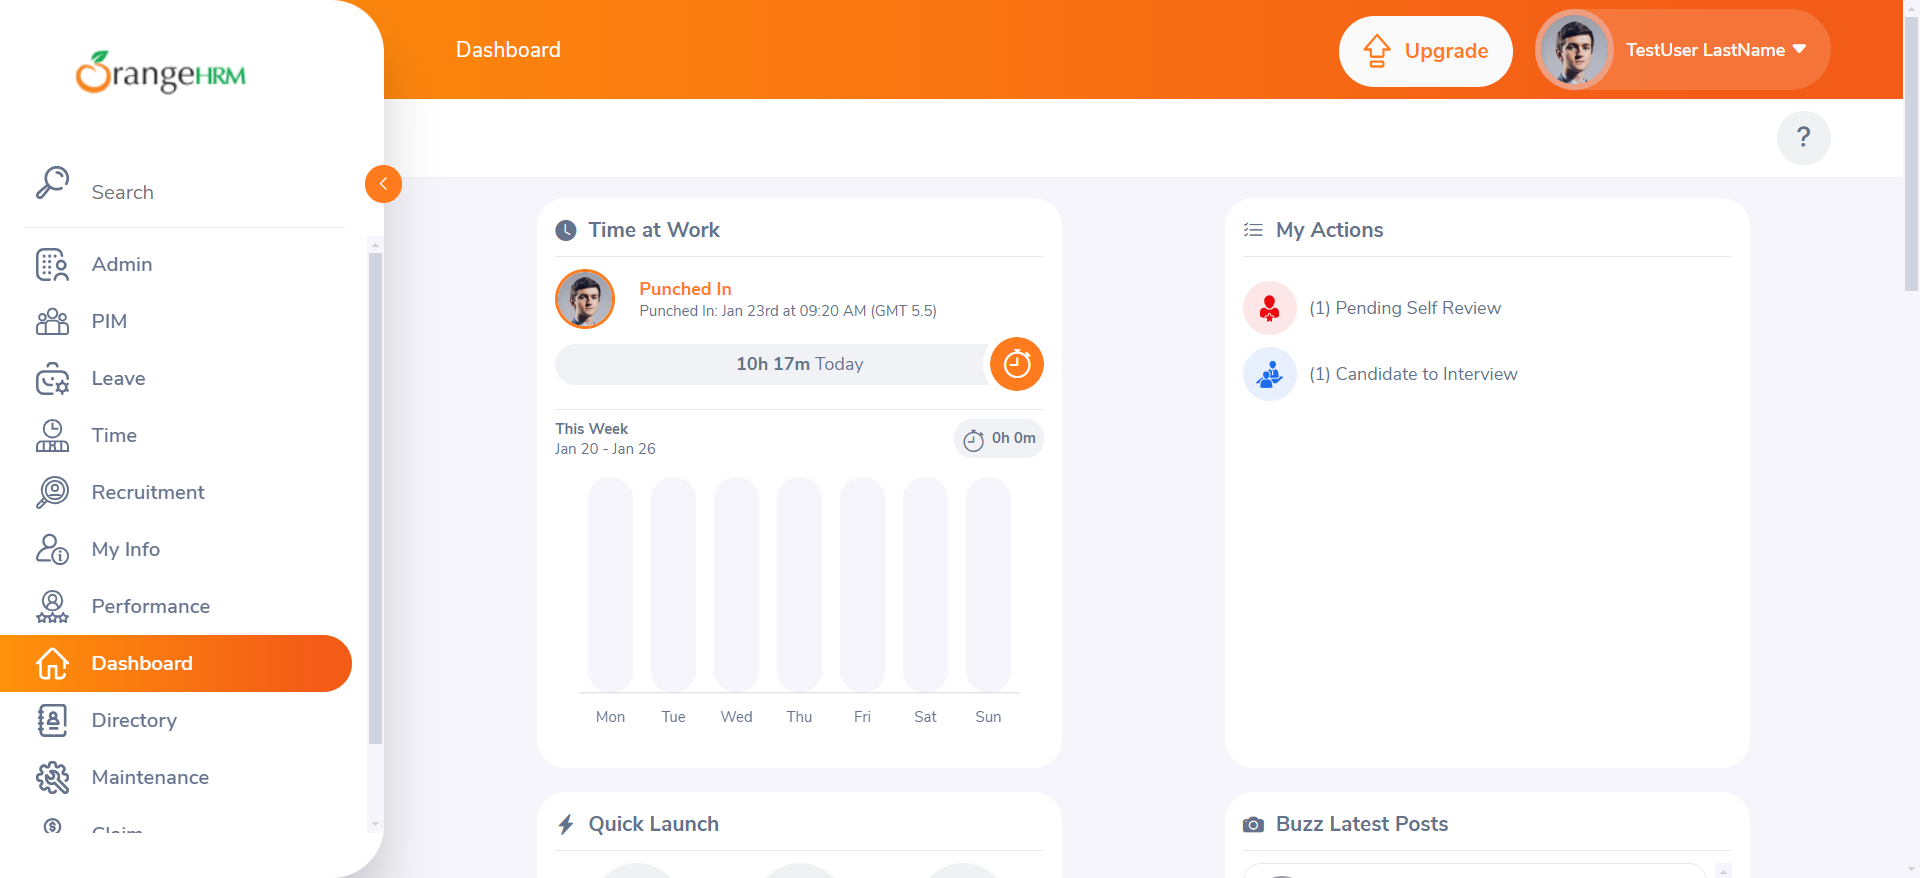 OrangeHRM
Search
Admin
PIM
Leave
Time
Recruitment
My Info
Performance
Dashboard
Directory
Maintenance
Claim
Dashboard
Upgrade
TestUser LastName
?
Time at Work
Punched In
Punched In: Jan 23rd at 09:20 AM (GMT 5.5)
10h 17m Today
This Week
Jan 20 - Jan 26
0h 0m
Mon Tue Wed Thu Fri Sat Sun
My Actions
(1) Pending Self Review
(1) Candidate to Interview
Quick Launch
Buzz Latest Posts